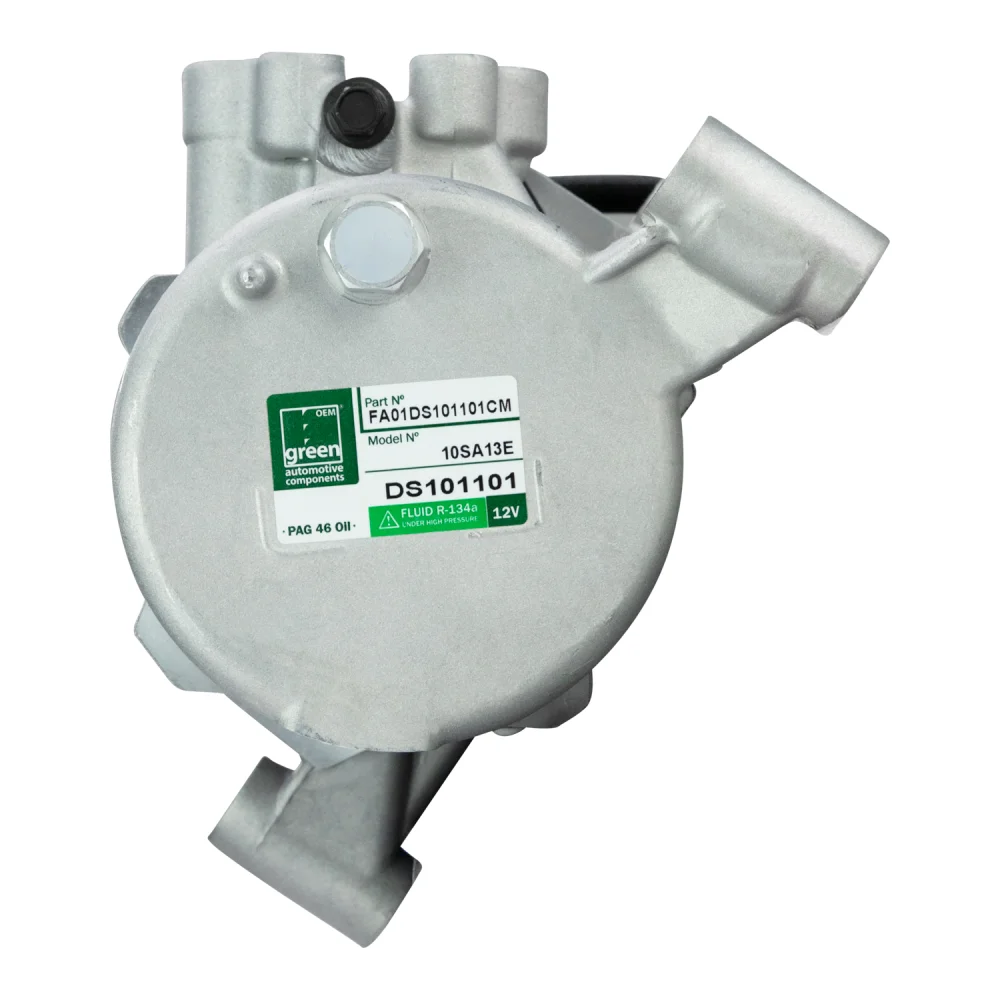 OEM
green
automotive
components
Part Nº
FA01DS101101CM
Model Nº
10SA13E
DS101101
· PAG 46 Oil ·
FLUID R-134a
UNDER HIGH PRESSURE
12V